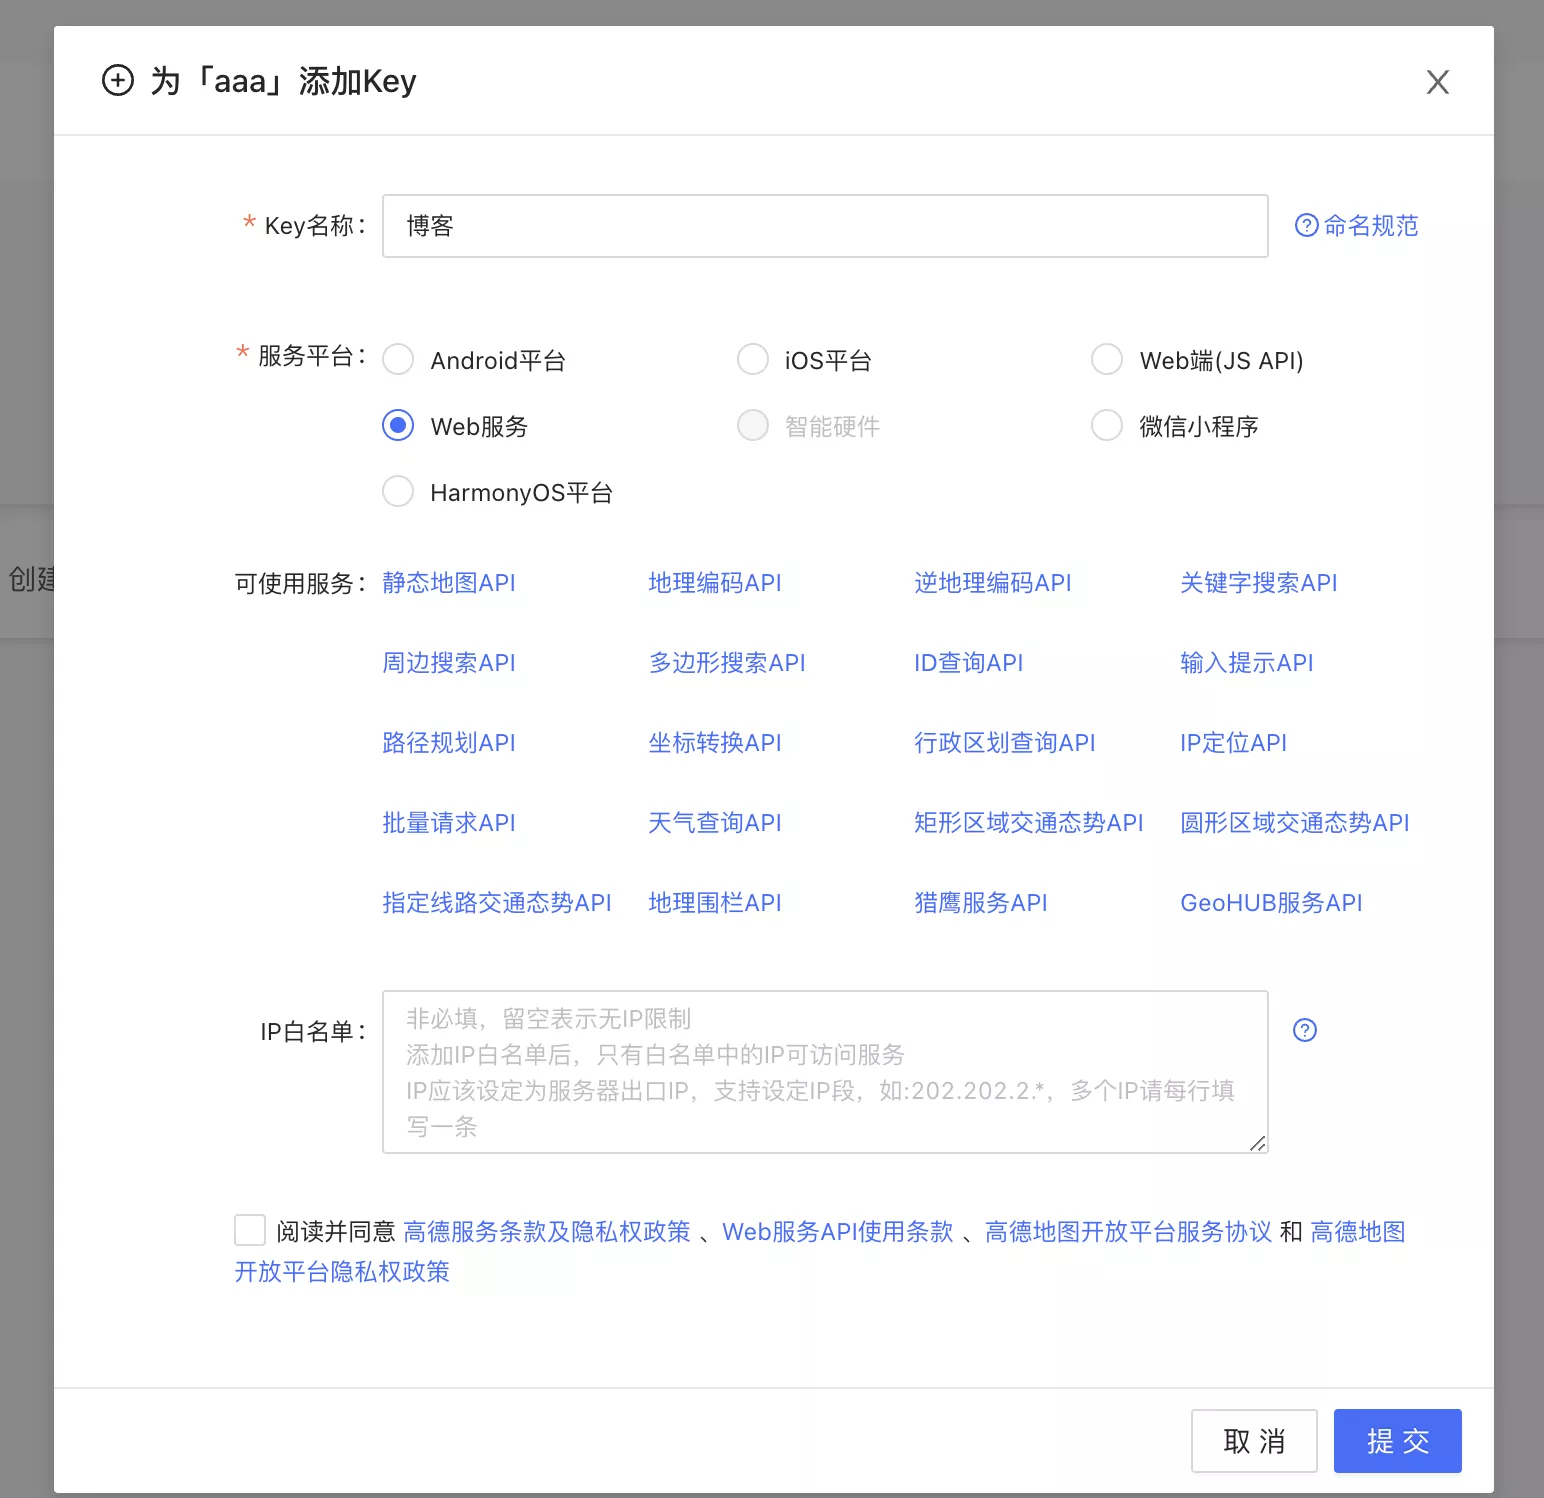 为「aaa」添加Key
* Key名称：
博客
命名规范
* 服务平台：
Android平台 iOS平台 Web端(JS API)
Web服务 智能硬件 微信小程序
HarmonyOS平台
创建
可使用服务： 静态地图API 地理编码API 逆地理编码API 关键字搜索API
周边搜索API 多边形搜索API ID查询API 输入提示API
路径规划API 坐标转换API 行政区划查询API IP定位API
批量请求API 天气查询API 矩形区域交通态势API 圆形区域交通态势API
指定线路交通态势API 地理围栏API 猎鹰服务API GeoHUB服务API
IP白名单：
非必填，留空表示无IP限制
添加IP白名单后，只有白名单中的IP可访问服务
IP应该设定为服务器出口IP，支持设定IP段，如:202.202.2.*，多个IP请每行填
写一条
阅读并同意 高德服务条款及隐私权政策 、Web服务API使用条款 、高德地图开放平台服务协议 和 高德地图
开放平台隐私权政策
取 消 提 交